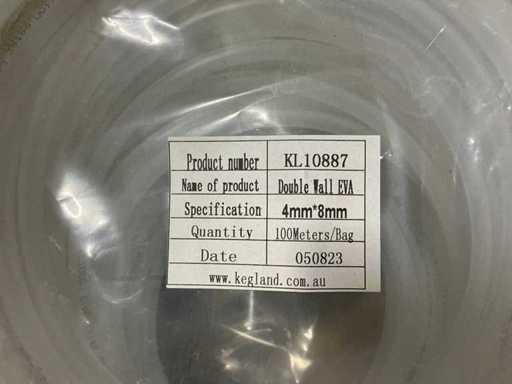 Product number KL10887
Name of product Double Wall EVA
Specification 4mm*8mm
Quantity 100Meters/Bag
Date 050823
www.kegland.com.au